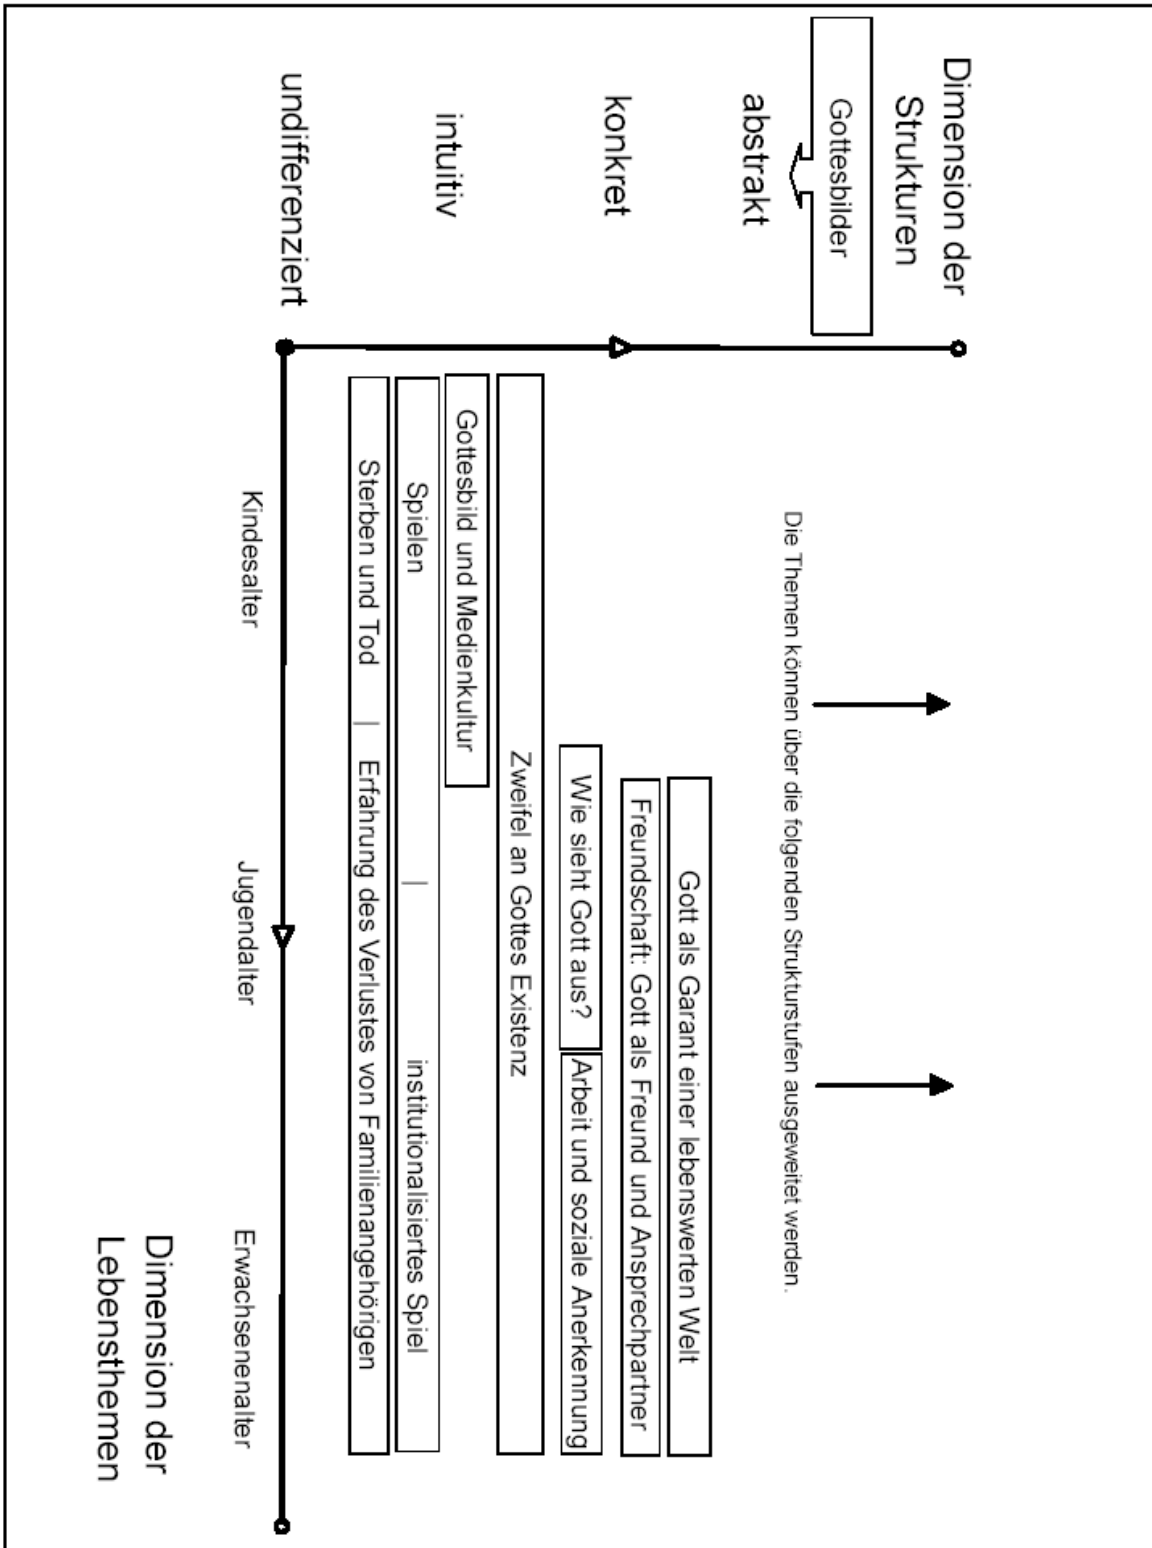 Dimension der
Strukturen
Gottesbilder
abstrakt
konkret
intuitiv
undifferenziert
Die Themen können über die folgenden Strukturstufen ausgeweitet werden.
Gott als Garant einer lebenswerten Welt
Freundschaft: Gott als Freund und Ansprechpartner
Wie sieht Gott aus?
Arbeit und soziale Anerkennung
Zweifel an Gottes Existenz
Gottesbild und Medienkultur
Spielen | institutionalisiertes Spiel
Sterben und Tod | Erfahrung des Verlustes von Familienangehörigen
Kindesalter
Jugendalter
Erwachsenenalter
Dimension der
Lebensthemen